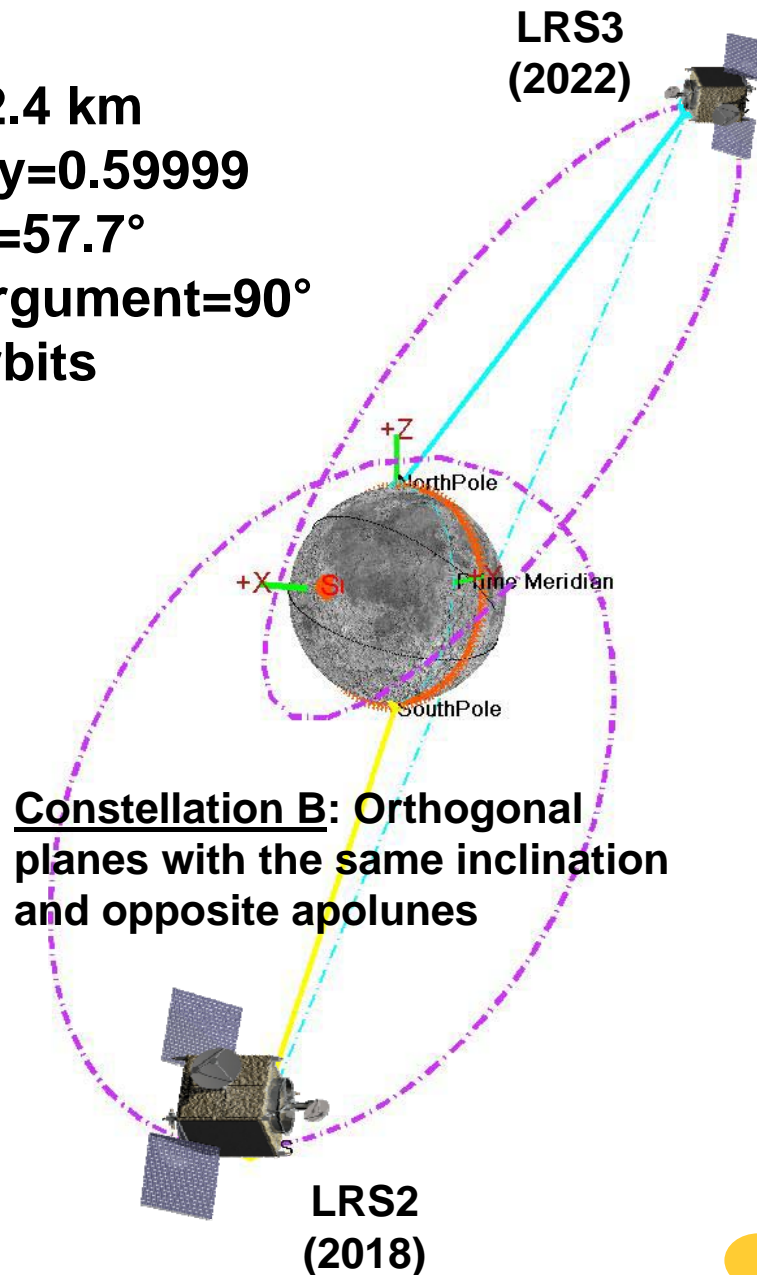 LRS3
(2022)
2.4 km
y=0.59999
=57.7°
rgument=90°
bits
+Z
NorthPole
+X
Prime Meridian
SouthPole
Constellation B: Orthogonal
planes with the same inclination
and opposite apolunes
LRS2
(2018)